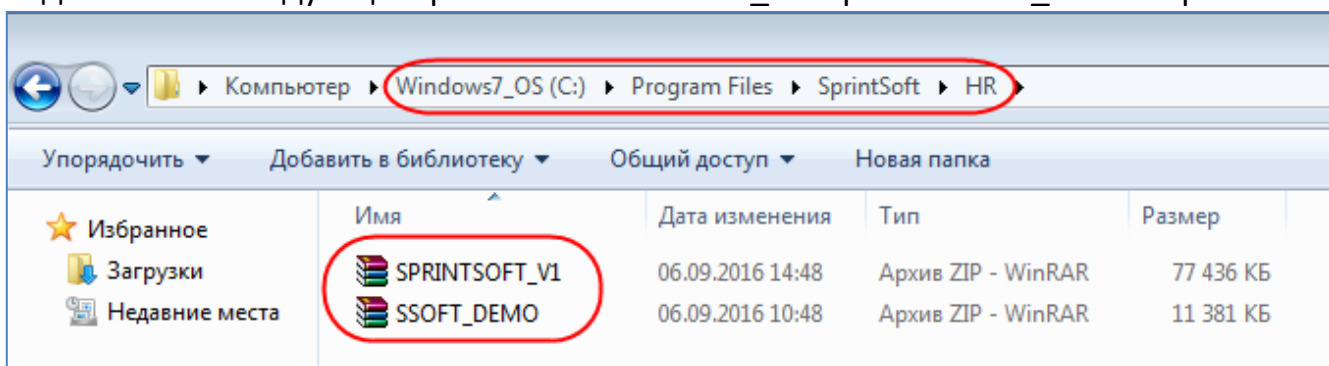 Компьютер Windows7_OS (C:) Program Files SprintSoft HR
Упорядочить Добавить в библиотеку Общий доступ Новая папка
Имя Дата изменения Тип Размер
Избранное
Загрузки SPRINTSOFT_V1 06.09.2016 14:48 Архив ZIP - WinRAR 77 436 КБ
Недавние места SSOFT_DEMO 06.09.2016 10:48 Архив ZIP - WinRAR 11 381 КБ